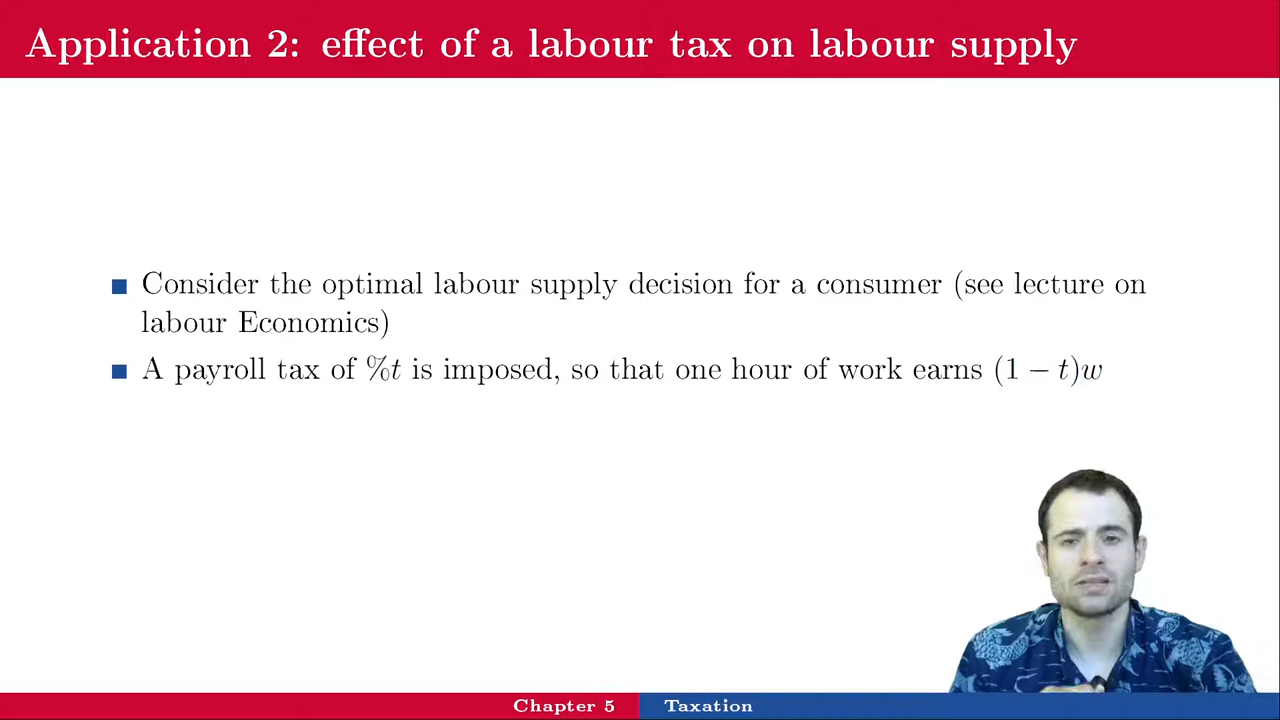 Application 2: effect of a labour tax on labour supply
Consider the optimal labour supply decision for a consumer (see lecture on
labour Economics)
A payroll tax of %t is imposed, so that one hour of work earns (1 − t)w
Chapter 5 Taxation